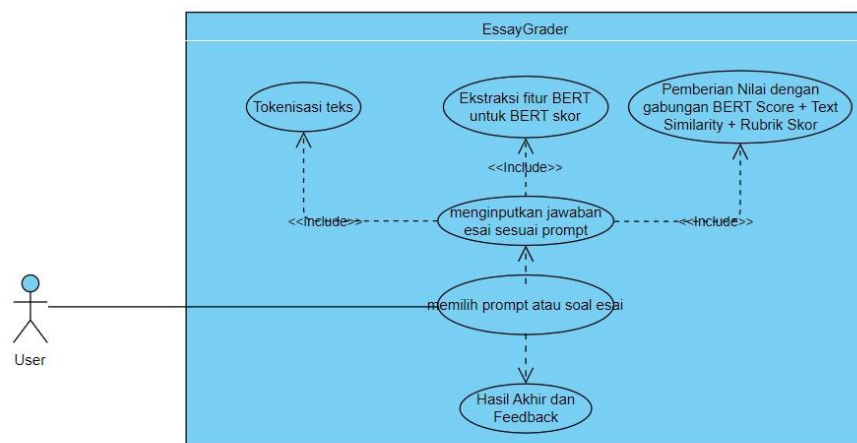 EssayGrader
Tokenisasi teks
Ekstraksi fitur BERT
untuk BERT skor
Pemberian Nilai dengan
gabungan BERT Score + Text
Similarity + Rubrik Skor
<<Include>>
<<Include>>
<<Include>>
menginputkan jawaban
esai sesuai prompt
memilih prompt atau soal esai
User
Hasil Akhir dan
Feedback